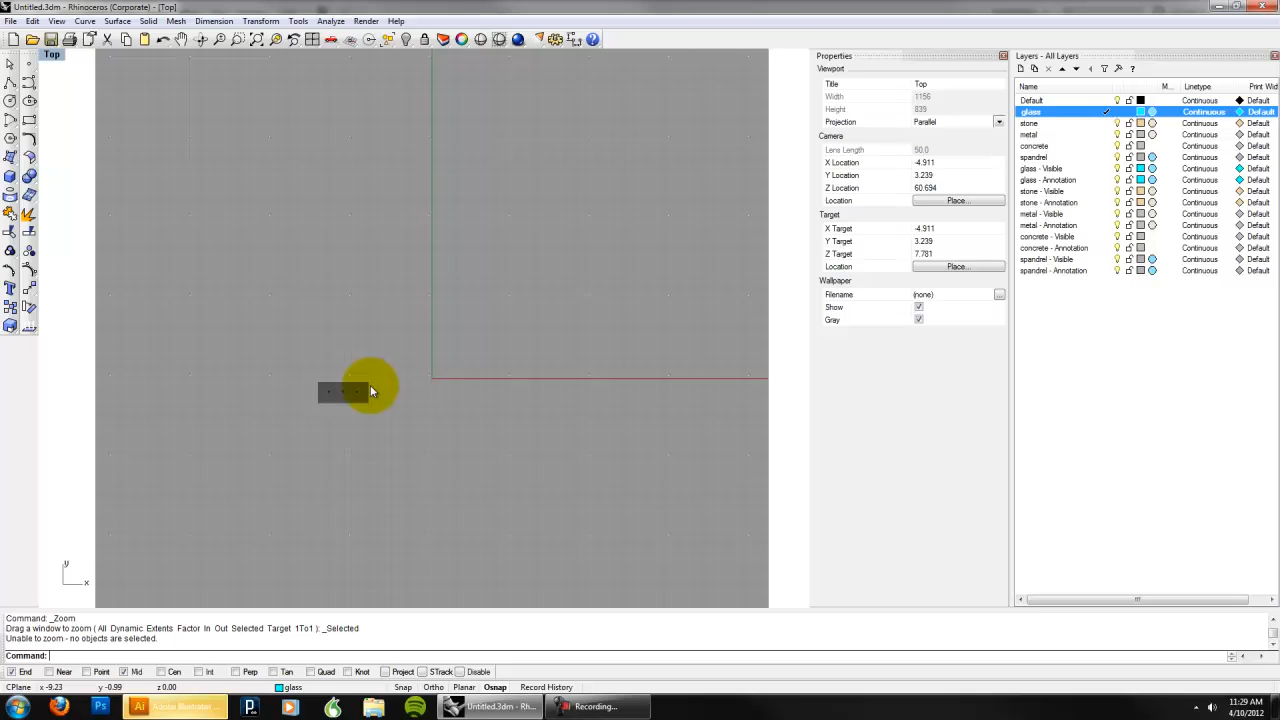 Untitled.3dm - Rhinoceros (Corporate) - [Top]
File Edit View Curve Surface Solid Mesh Dimension Transform Tools Analyze Render Help
Top
Properties
Viewport
Title Top
Width 1156
Height 839
Projection Parallel
Camera
Lens Length 50.0
X Location -4.911
Y Location 3.239
Z Location 60.694
Location Place...
Target
X Target -4.911
Y Target 3.239
Z Target 7.781
Location Place...
Wallpaper
Filename (none) ...
Show
Gray
Layers - All Layers
Name M... Linetype Print Wid
Default Continuous Default
glass Continuous Default
stone Continuous Default
metal Continuous Default
concrete Continuous Default
spandrel Continuous Default
glass - Visible Continuous Default
glass - Annotation Continuous Default
stone - Visible Continuous Default
stone - Annotation Continuous Default
metal - Visible Continuous Default
metal - Annotation Continuous Default
concrete - Visible Continuous Default
concrete - Annotation Continuous Default
spandrel - Visible Continuous Default
spandrel - Annotation Continuous Default
y
x
Command: _Zoom
Drag a window to zoom ( All Dynamic Extents Factor In Out Selected Target 1To1 ): _Selected
Unable to zoom - no objects are selected.
Command:
End Near Point Mid Cen Int Perp Tan Quad Knot Project STrack Disable
CPlane x -9.23 y -0.99 z 0.00 glass Snap Ortho Planar Osnap Record History
Ps Ai Adobe Illustrator Untitled.3dm - Rh... Recording... 11:29 AM
4/10/2012